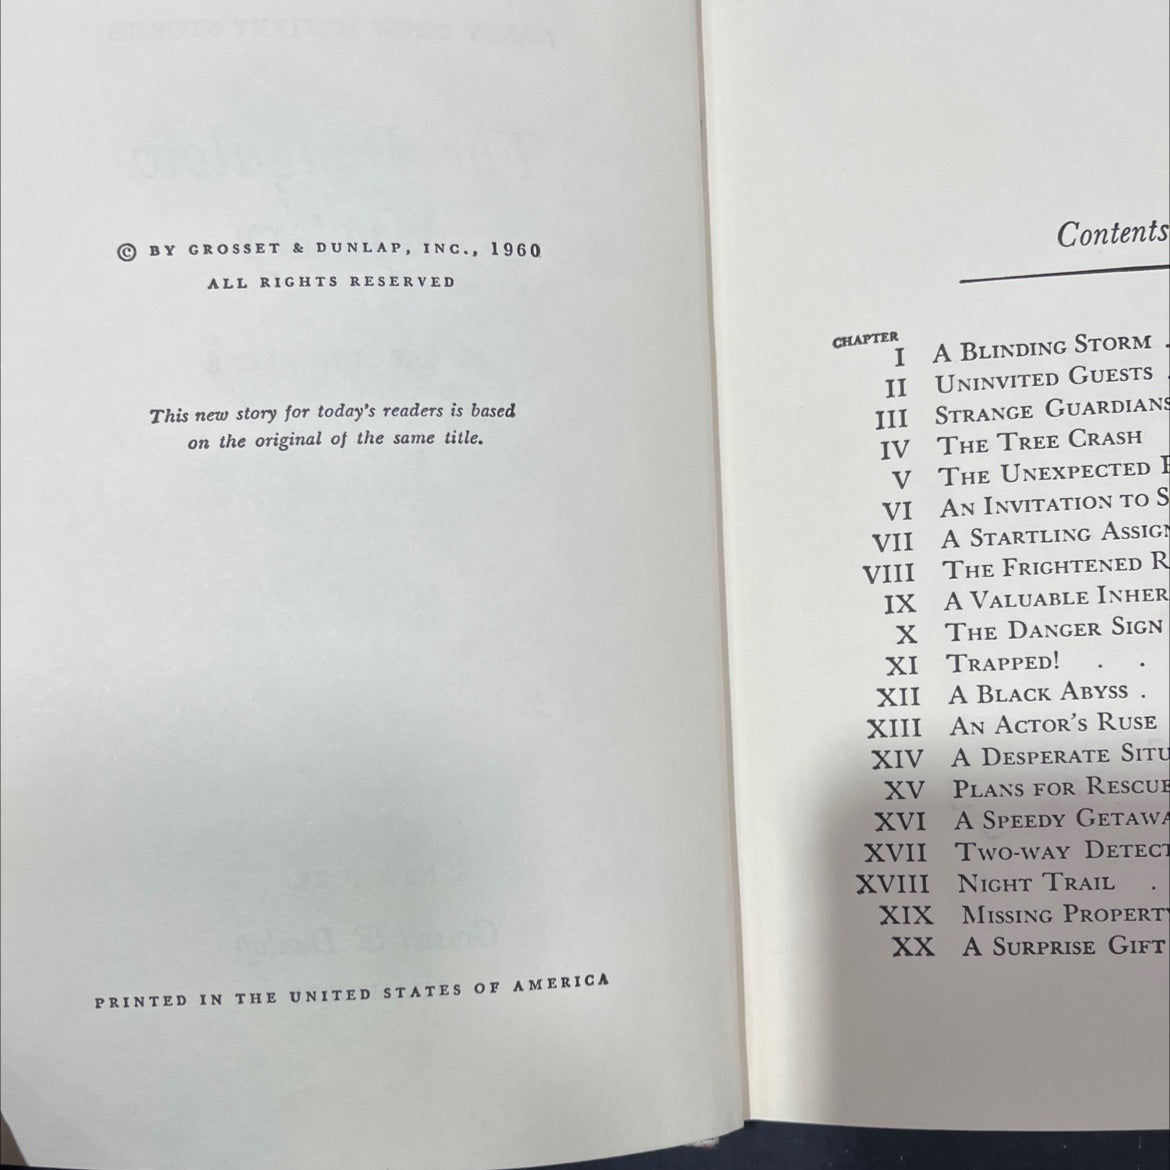 © BY GROSSET & DUNLAP, INC., 1960
ALL RIGHTS RESERVED
This new story for today's readers is based
on the original of the same title.
PRINTED IN THE UNITED STATES OF AMERICA
Contents
CHAPTER
I A BLINDING STORM .
II UNINVITED GUESTS .
III STRANGE GUARDIANS
IV THE TREE CRASH
V THE UNEXPECTED
VI AN INVITATION TO
VII A STARTLING
VIII THE FRIGHTENED
IX A VALUABLE
X THE DANGER SIGN
XI TRAPPED! . .
XII A BLACK ABYSS .
XIII AN ACTOR'S RUSE
XIV A DESPERATE
XV PLANS FOR RESCUE
XVI A SPEEDY
XVII TWO-WAY
XVIII NIGHT TRAIL .
XIX MISSING PROPERTY
XX A SURPRISE GIFT